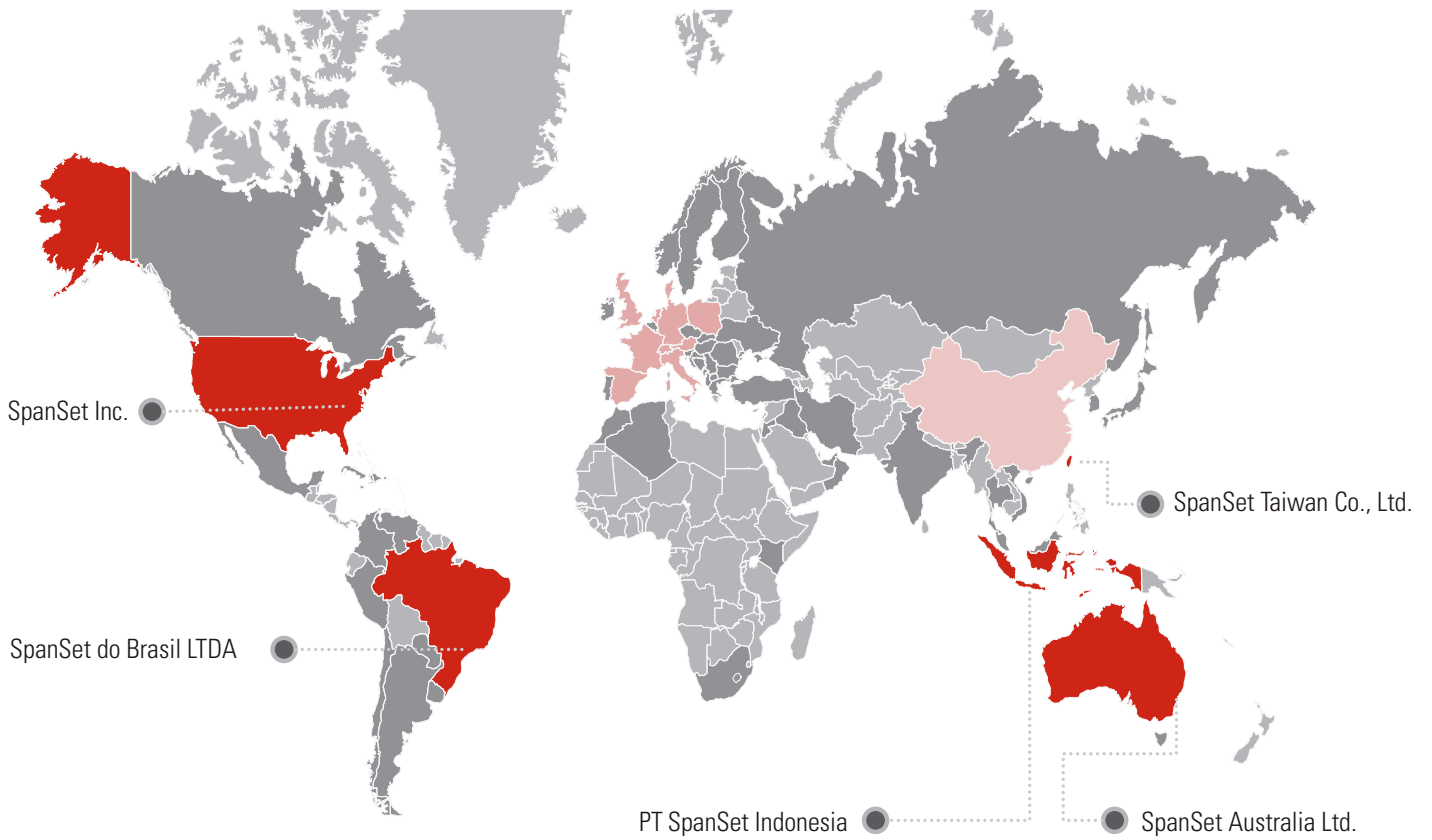 SpanSet Inc.
SpanSet Taiwan Co., Ltd.
SpanSet do Brasil LTDA
PT SpanSet Indonesia
SpanSet Australia Ltd.